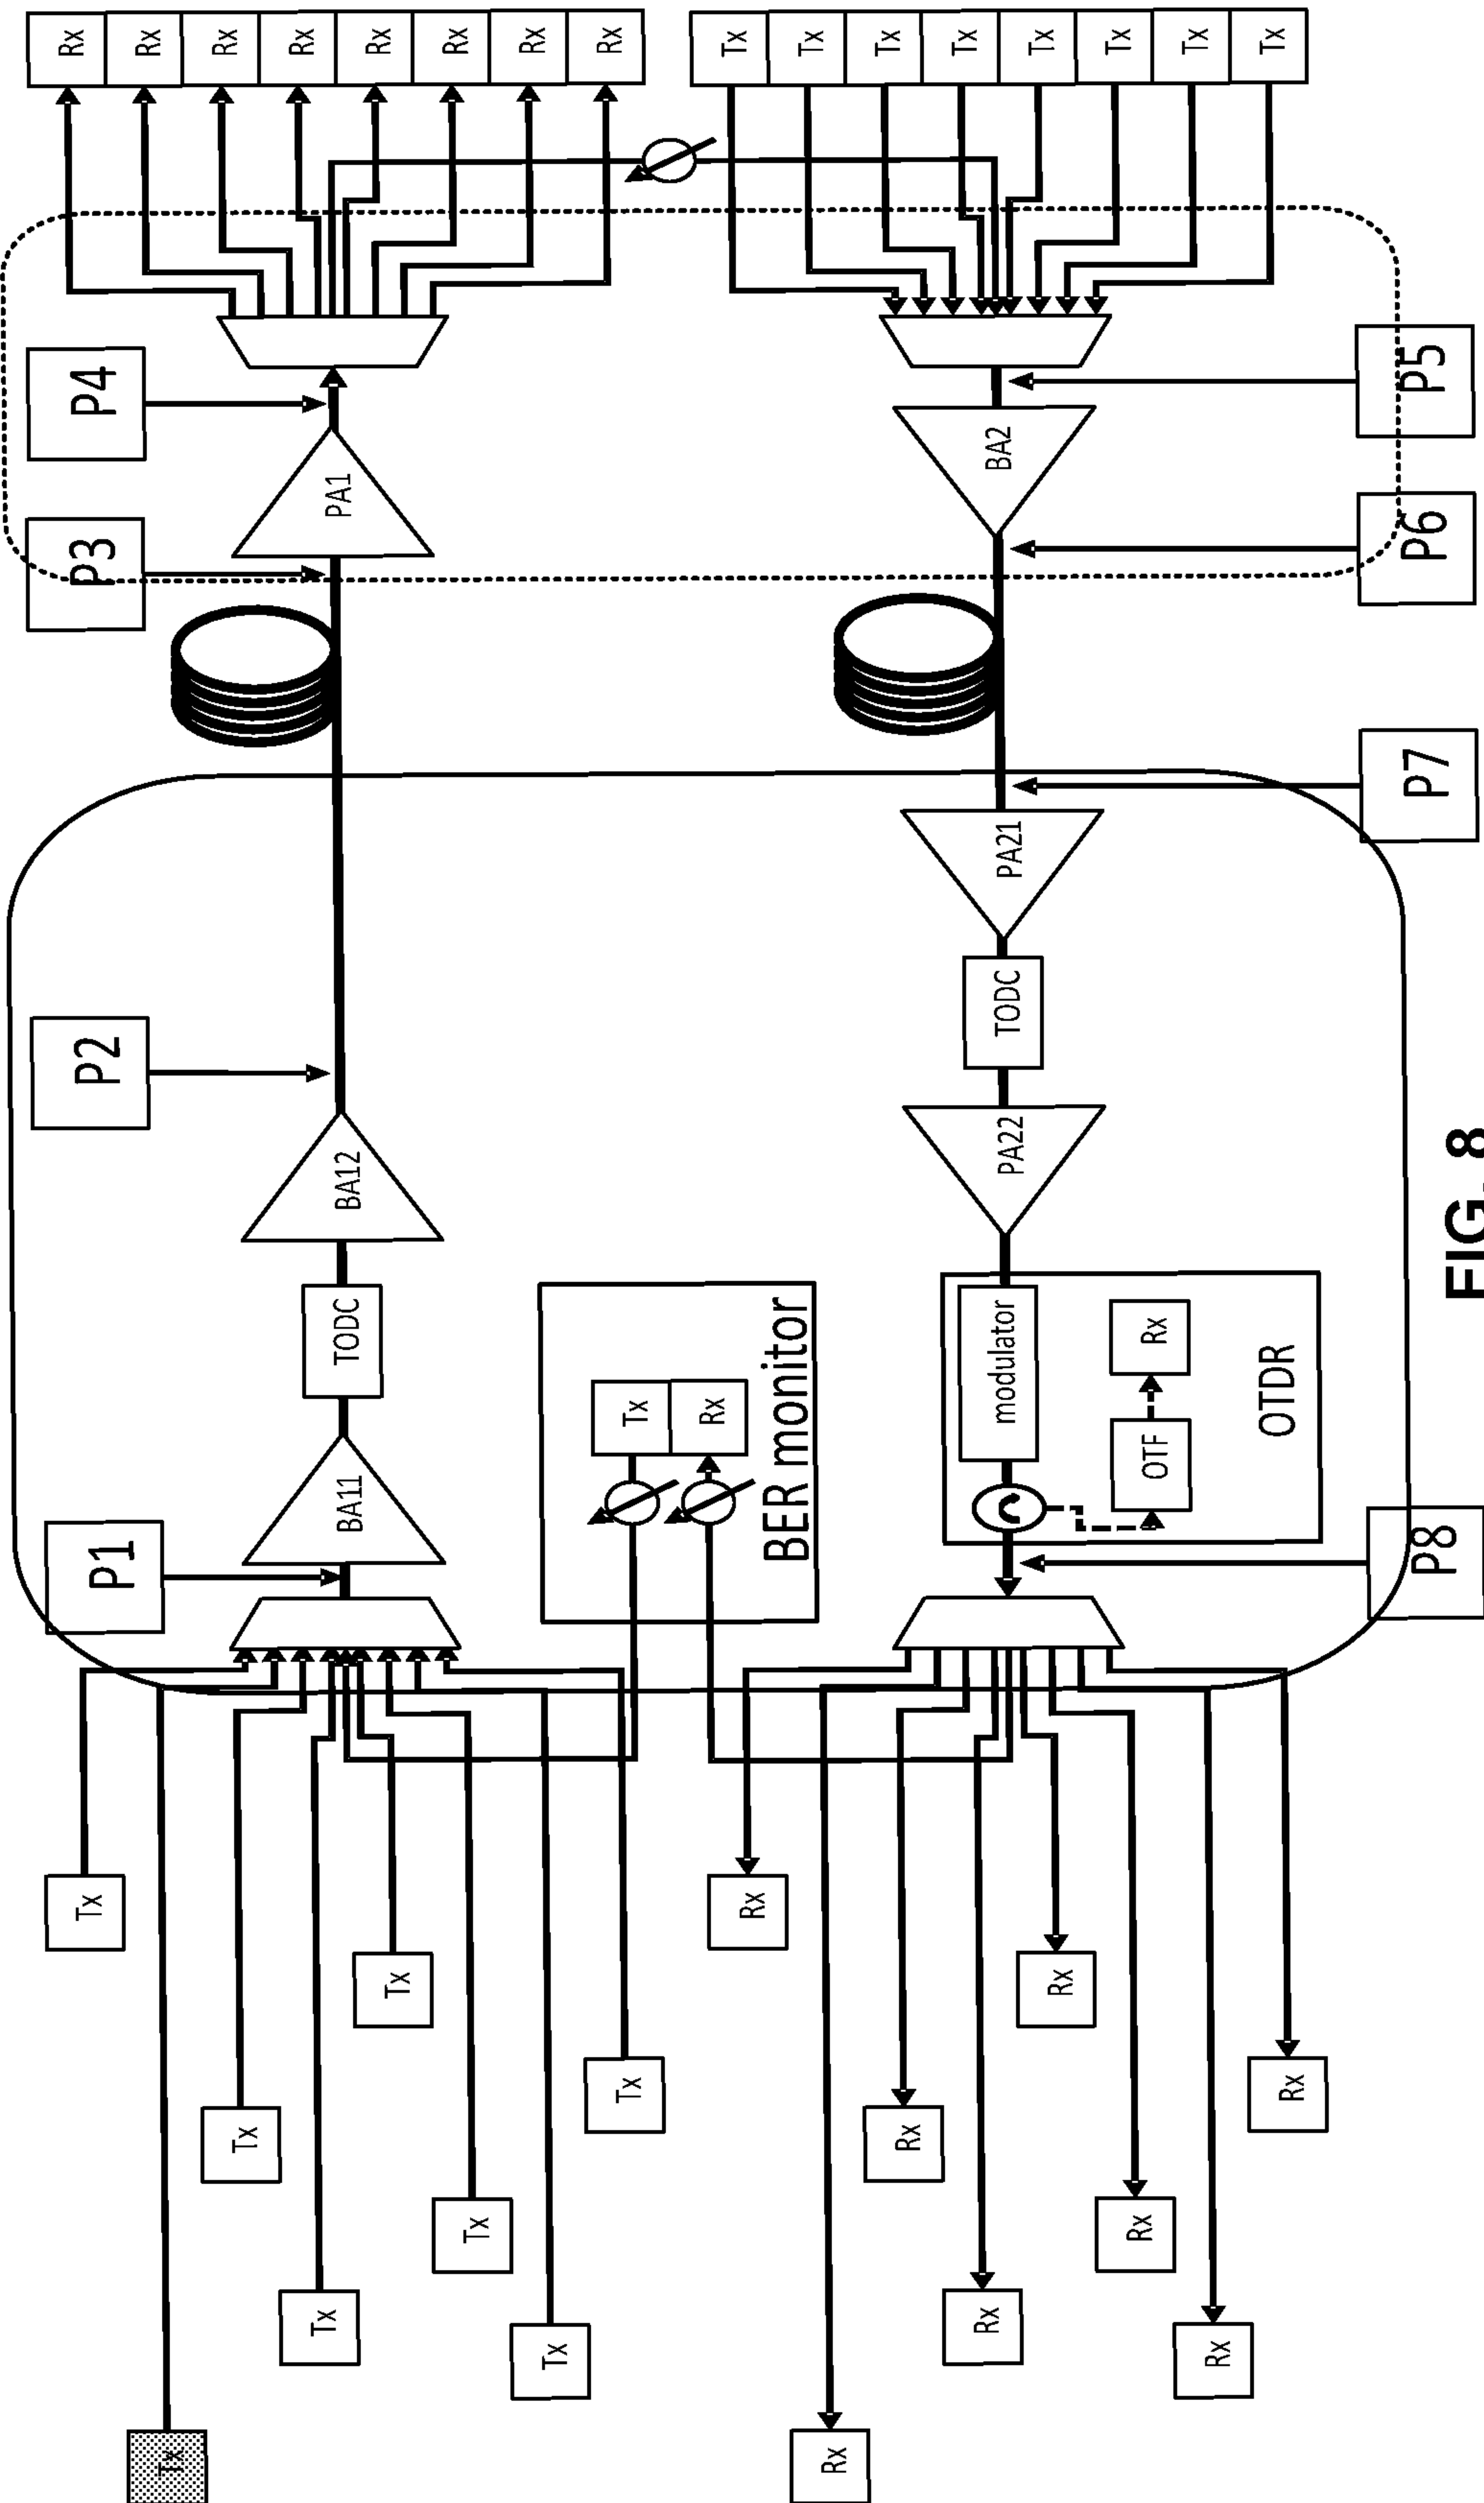 Rx
Rx
Rx
Rx
Rx
Rx
Rx
Rx
Tx
Tx
Tx
Tx
Tx
Tx
Tx
Tx
P4
P5
PA1
BA2
P3
P6
P7
PA21
TODC
P2
PA22
BA12
FIG. 8
TODC
modulator
Rx
Tx
Rx
BER monitor
OTDR
OTF
BA11
C
P1
P8
Tx
Rx
Tx
Rx
Tx
Rx
Tx
Rx
Tx
Rx
Tx
Rx
Tx
Rx
Tx
Rx